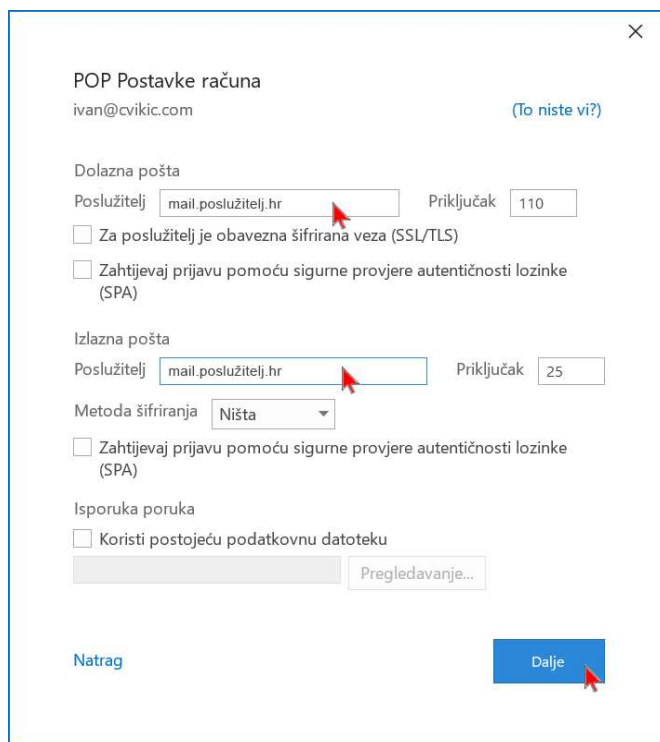 POP Postavke računa
ivan@cvikic.com (To niste vi?)
Dolazna pošta
Poslužitelj mail.poslužitelj.hr Priključak 110
Za poslužitelj je obavezna šifrirana veza (SSL/TLS)
Zahtijevaj prijavu pomoću sigurne provjere autentičnosti lozinke
(SPA)
Izlazna pošta
Poslužitelj mail.poslužitelj.hr Priključak 25
Metoda šifriranja Ništa
Zahtijevaj prijavu pomoću sigurne provjere autentičnosti lozinke
(SPA)
Isporuka poruka
Koristi postojeću podatkovnu datoteku
Pregledavanje...
Natrag Dalje